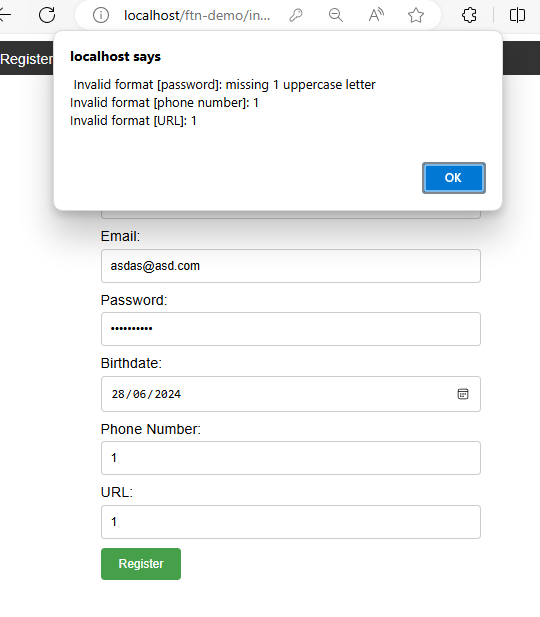 localhost/ftn-demo/in...
Register
localhost says
Invalid format [password]: missing 1 uppercase letter
Invalid format [phone number]: 1
Invalid format [URL]: 1
OK
Email:
asdas@asd.com
Password:
••••••••••
Birthdate:
28/06/2024
Phone Number:
1
URL:
1
Register